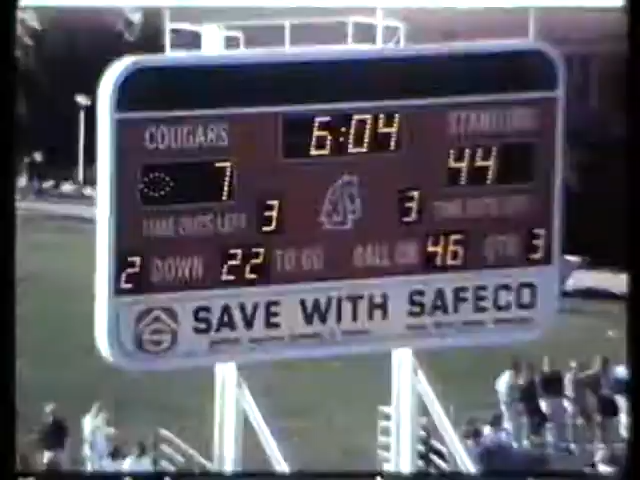 COUGARS 6:04 STANFORD
7 44
TIME OUTS LEFT 3 3 TIME OUTS LEFT
2 DOWN 22 TO GO BALL ON 46 QTR 3
SAVE WITH SAFECO